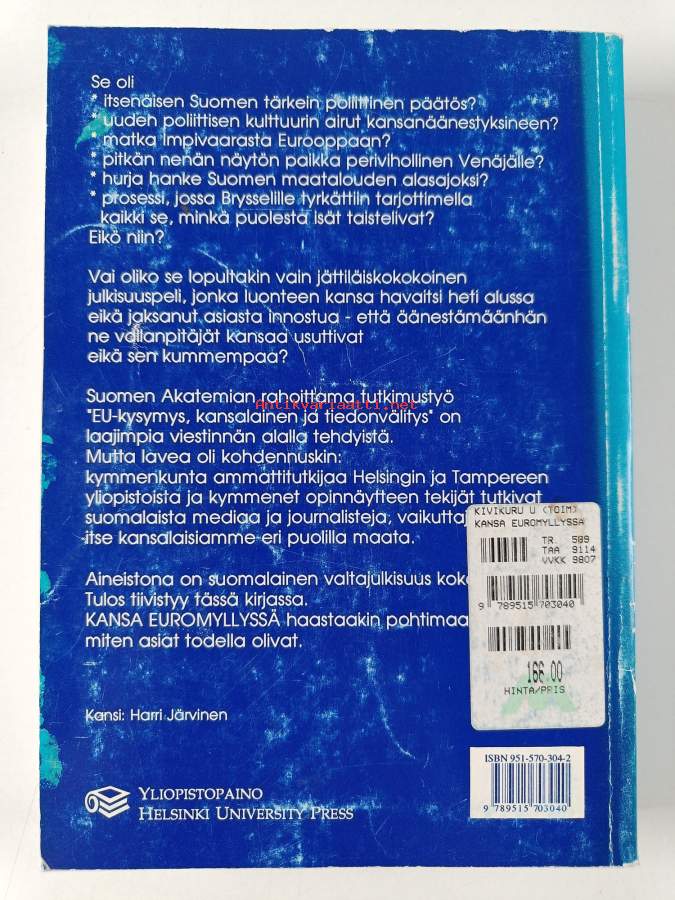 Se oli
* itsenäisen Suomen tärkein poliittinen päätös?
* uuden poliittisen kulttuurin airut kansanäänestyksineen?
* matka Impivaarasta Eurooppaan?
* pitkän nenän näytön paikka perivihollinen Venäjälle?
* hurja hanke Suomen maatalouden alasajoksi?
* prosessi, jossa Brysselille tyrkättiin tarjottimella
kaikki se, minkä puolesta isät taistelivat?
Eikö niin?
Vai oliko se lopultakin vain jättiläiskokokoinen
julkisuuspeli, jonka luonteen kansa havaitsi heti alussa
eikä jaksanut asiasta innostua - että äänestämäänhän
ne vallanpitäjät kansaa usuttivat
eikä sen kummempaa?
Suomen Akatemian rahoittama tutkimustyö
"EU-kysymys, kansalainen ja tiedonvälitys" on
Antikvariaatti.net
laajimpia viestinnän alalla tehdyistä.
Mutta lavea oli kohdennuskin:
kymmenkunta ammattitutkijaa Helsingin ja Tampereen
yliopistoista ja kymmenet opinnäytteen tekijät tutkivat
suomalaista mediaa ja journalisteja,
itse kansalaisiamme eri puolilla maata.
Aineistona on suomalainen valtajulkisuus
Tulos tiivistyy tässä kirjassa.
KANSA EUROMYLLYSSÄ haastaakin
miten asiat todella olivat.
Kansi: Harri Järvinen
YLIOPISTOPAINO
HELSINKI UNIVERSITY PRESS
KIVIKURU U (TOIM)
KANSA EUROMYLLYSSÄ
TR. 589
TAA 9114
VVKK 9807
9 789515 703040
166.00
HINTA/PRIS
ISBN 951-570-304-2
9 789515 703040